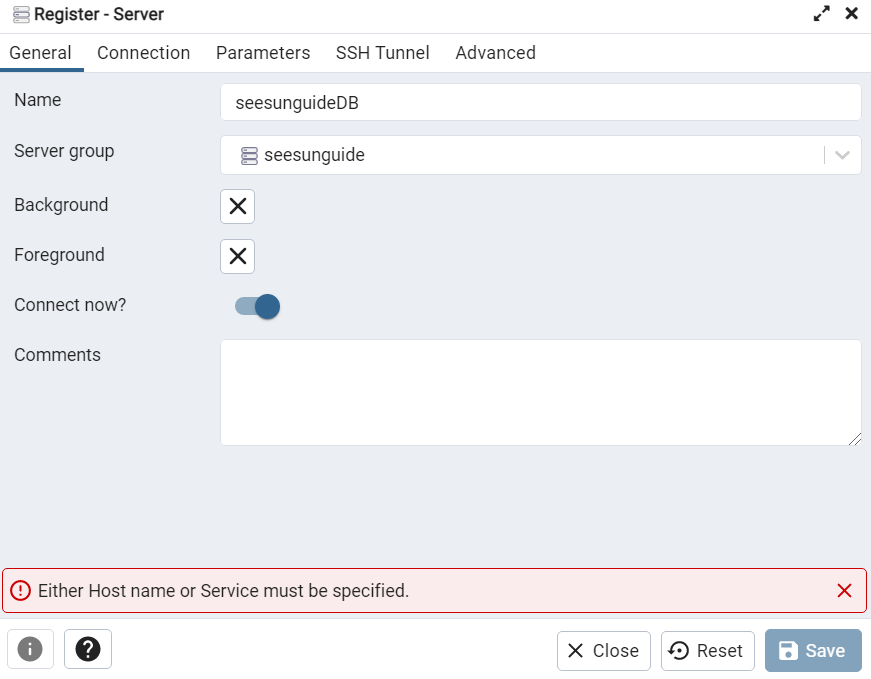 Register - Server
General Connection Parameters SSH Tunnel Advanced
Name seesunguideDB
Server group seesunguide
Background
Foreground
Connect now?
Comments
Either Host name or Service must be specified.
Close Reset Save